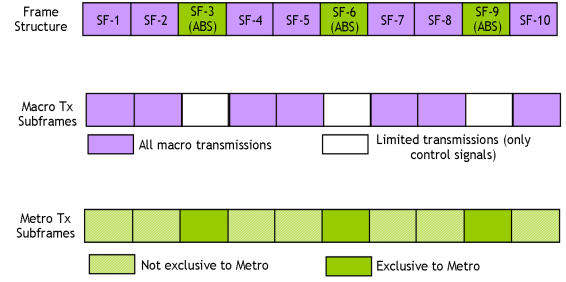 Frame
Structure
SF-1 SF-2 SF-3 SF-4 SF-5 SF-6 SF-7 SF-8 SF-9 SF-10
(ABS) (ABS) (ABS)
Macro Tx
Subframes
All macro transmissions
Limited transmissions (only
control signals)
Metro Tx
Subframes
Not exclusive to Metro
Exclusive to Metro